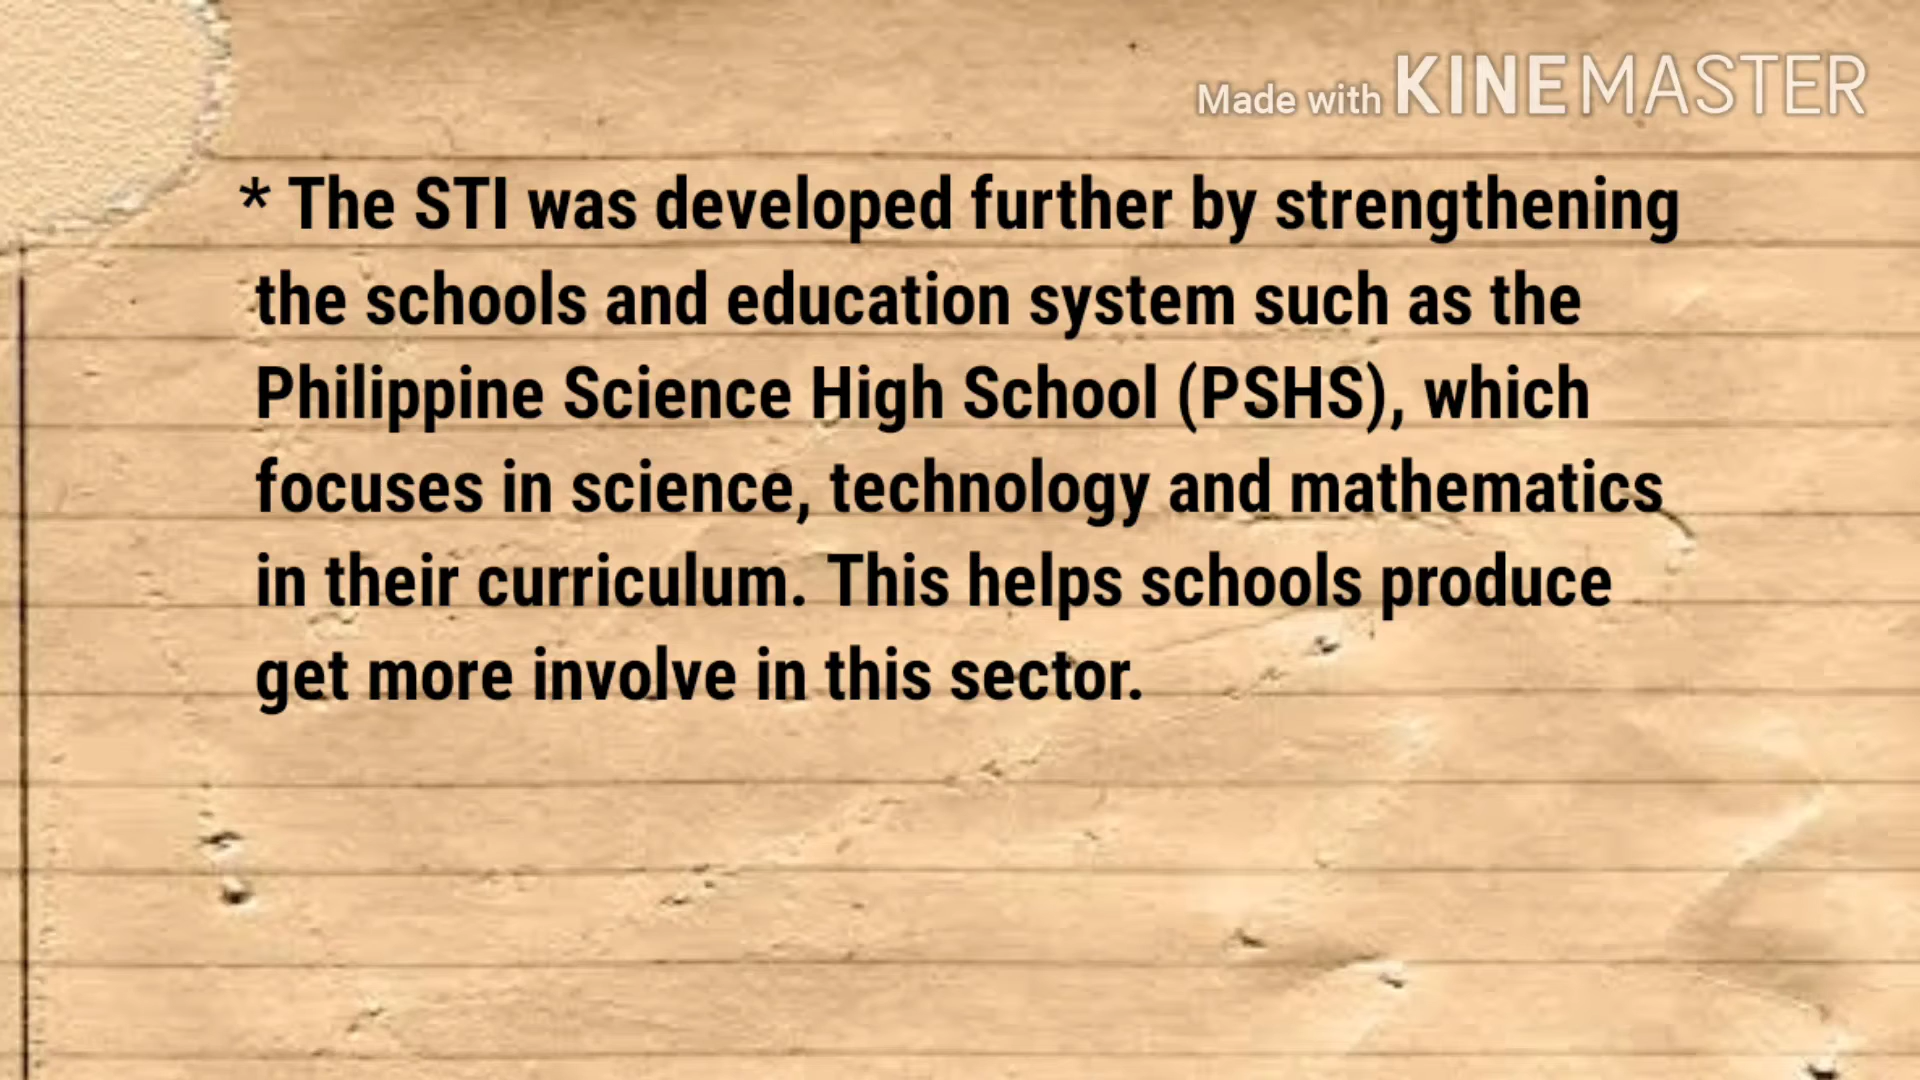 Made with KINEMASTER
* The STI was developed further by strengthening
the schools and education system such as the
Philippine Science High School (PSHS), which
focuses in science, technology and mathematics
in their curriculum. This helps schools produce
get more involve in this sector.